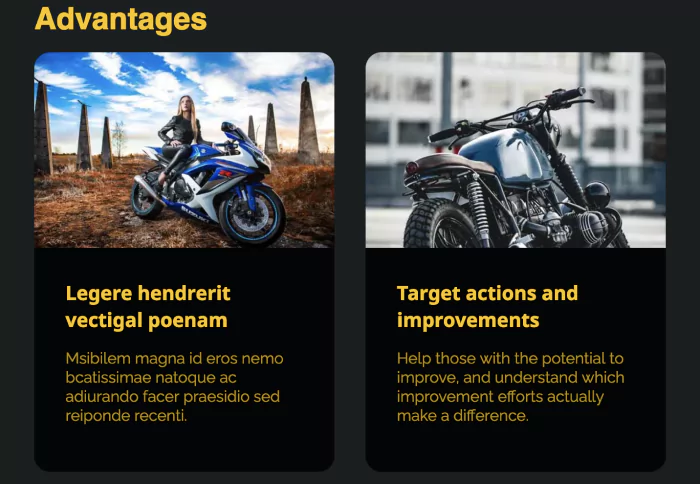 Advantages
Legere hendrerit
vectigal poenam
Msibilem magna id eros nemo
bcatissimae natoque ac
adiurando facer praesidio sed
reiponde recenti.
Target actions and
improvements
Help those with the potential to
improve, and understand which
improvement efforts actually
make a difference.